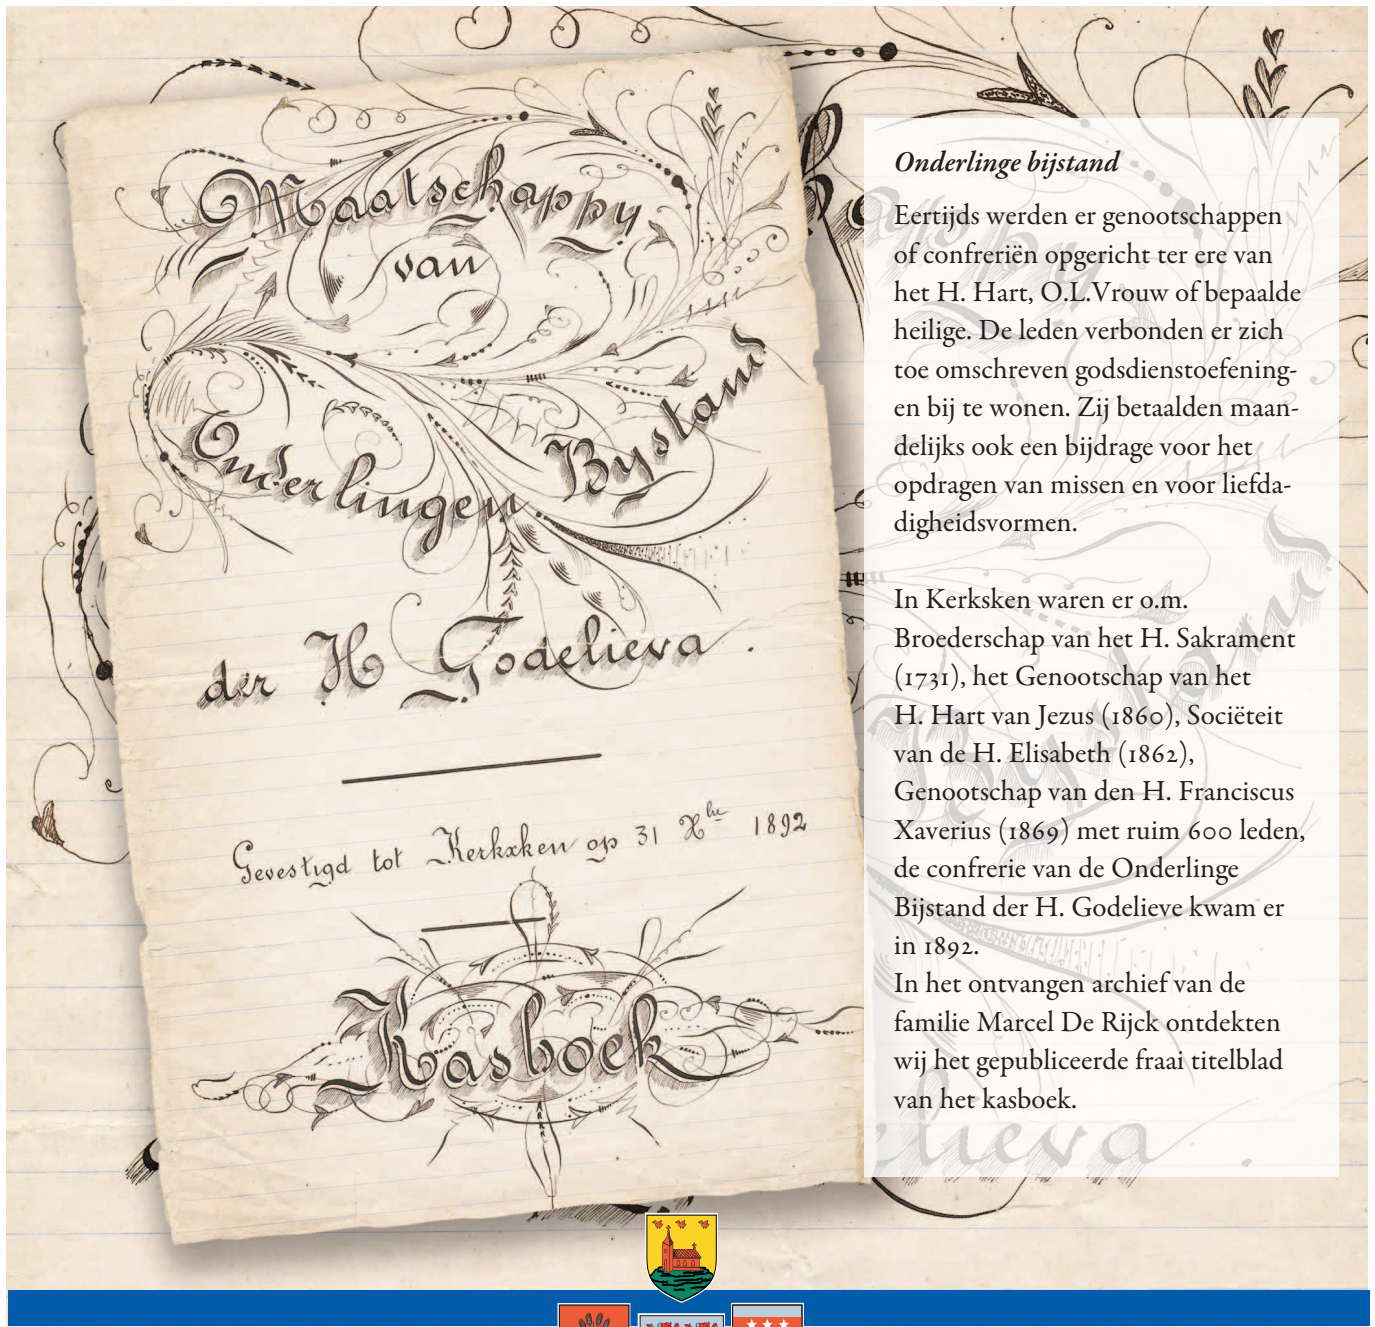 Maatschappy
van
Onderlingen Bystand
der H Godelieva.
Gevestigd tot Kerkxken op 31 Xbre 1892
Kasboek
Onderlinge bijstand
Eertijds werden er genootschappen
of confreriën opgericht ter ere van
het H. Hart, O.L.Vrouw of bepaalde
heilige. De leden verbonden er zich
toe omschreven godsdienstoefening-
en bij te wonen. Zij betaalden maan-
delijks ook een bijdrage voor het
opdragen van missen en voor liefda-
digheidsvormen.
In Kerksken waren er o.m.
Broederschap van het H. Sakrament
(1731), het Genootschap van het
H. Hart van Jezus (1860), Sociëteit
van de H. Elisabeth (1862),
Genootschap van den H. Franciscus
Xaverius (1869) met ruim 600 leden,
de confrerie van de Onderlinge
Bijstand der H. Godelieve kwam er
in 1892.
In het ontvangen archief van de
familie Marcel De Rijck ontdekten
wij het gepubliceerde fraai titelblad
van het kasboek.